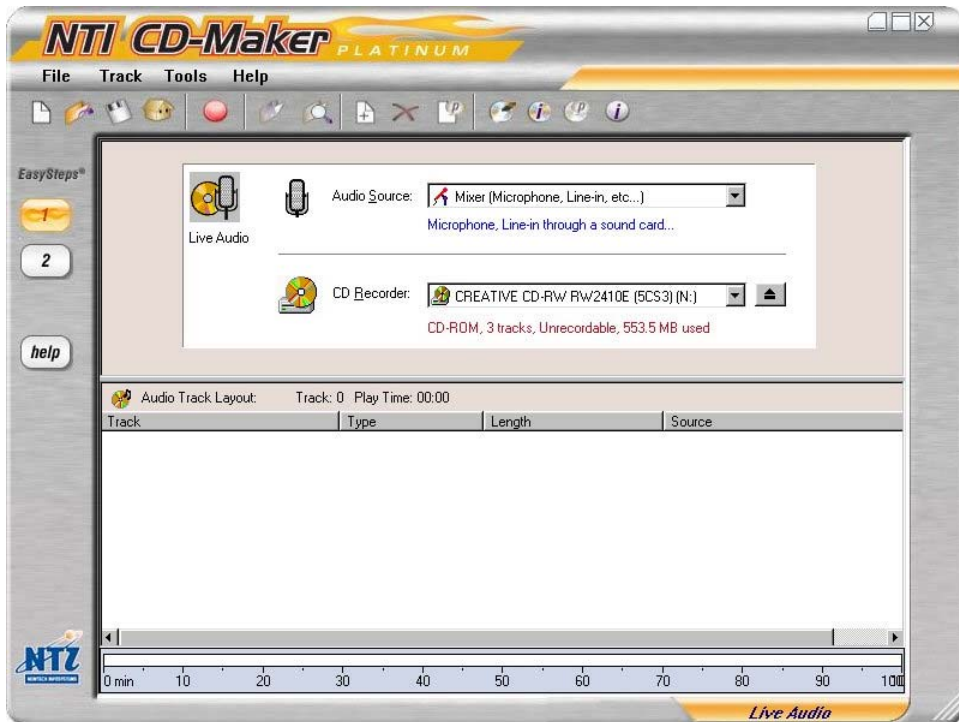 NTI CD-Maker PLATINUM
File Track Tools Help
EasySteps®
1
2
help
Live Audio
Audio Source: Mixer (Microphone, Line-in, etc...)
Microphone, Line-in through a sound card...
CD Recorder: CREATIVE CD-RW RW2410E (5CS3) (N:)
CD-ROM, 3 tracks, Unrecordable, 553.5 MB used
Audio Track Layout: Track: 0 Play Time: 00:00
Track Type Length Source
NTI
0 min 10 20 30 40 50 60 70 80 90
Live Audio